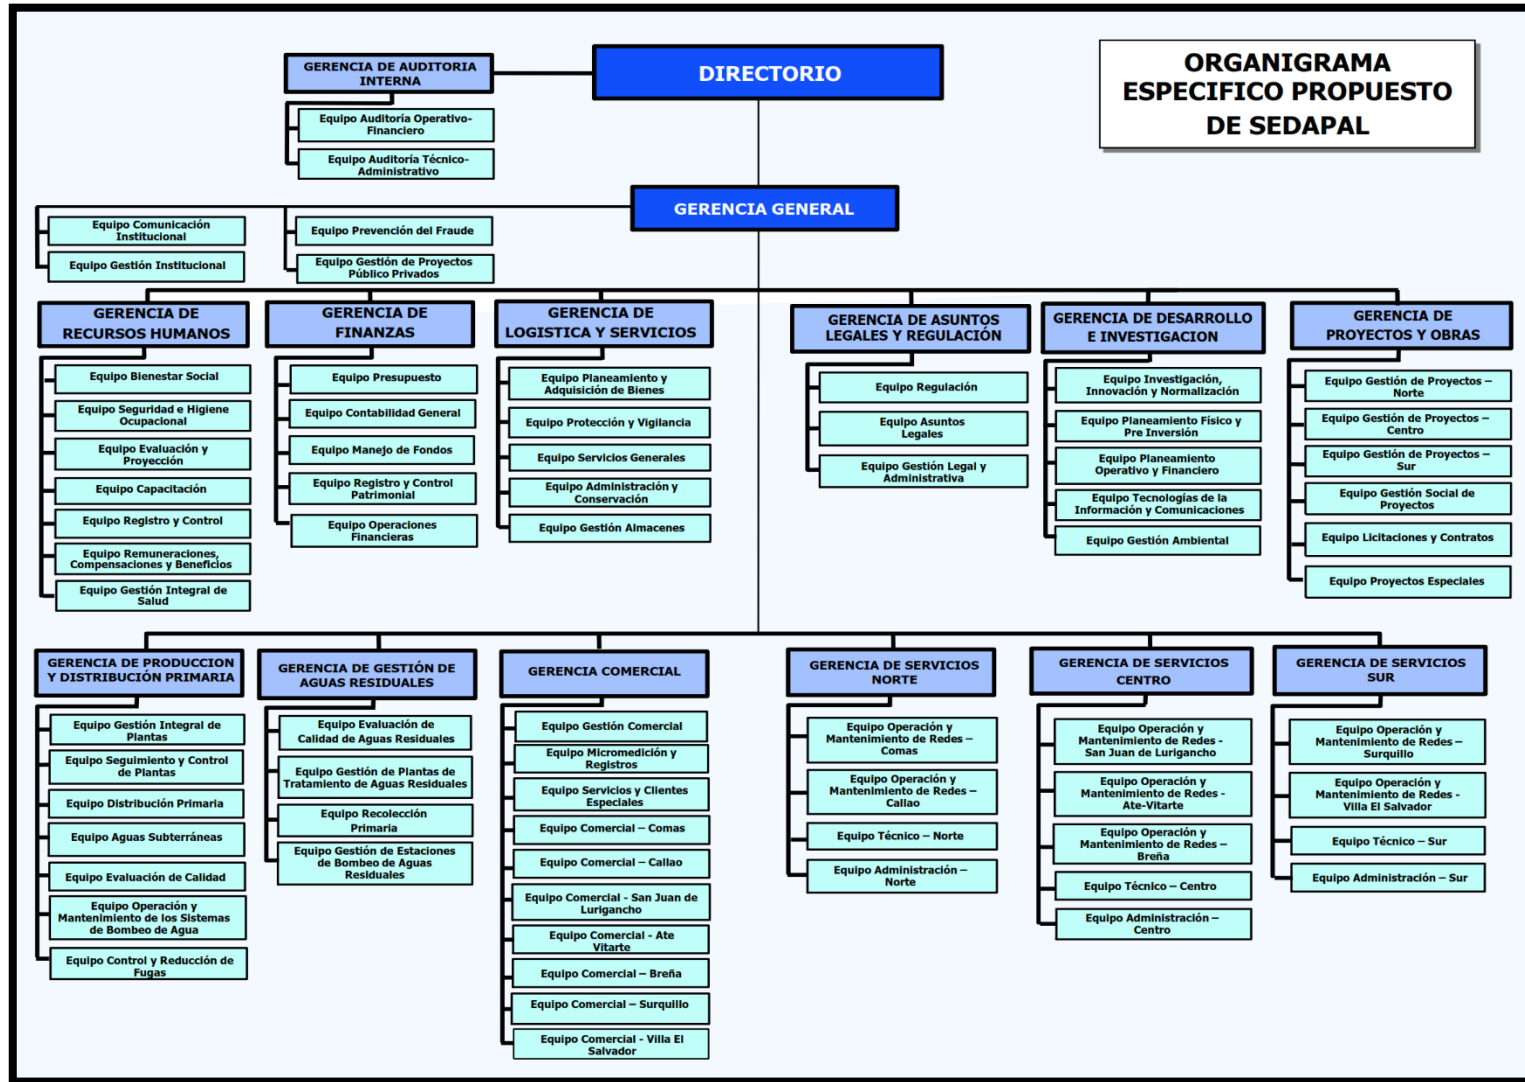 GERENCIA DE AUDITORIA
INTERNA
DIRECTORIO
ORGANIGRAMA
ESPECIFICO PROPUESTO
DE SEDAPAL
Equipo Auditoría Operativo-
Financiero
Equipo Auditoría Técnico-
Administrativo
GERENCIA GENERAL
Equipo Comunicación
Institucional
Equipo Gestión Institucional
Equipo Prevención del Fraude
Equipo Gestión de Proyectos
Público Privados
GERENCIA DE
RECURSOS HUMANOS
Equipo Bienestar Social
Equipo Seguridad e Higiene
Ocupacional
Equipo Evaluación y
Proyección
Equipo Capacitación
Equipo Registro y Control
Equipo Remuneraciones,
Compensaciones y Beneficios
Equipo Gestión Integral de
Salud
GERENCIA DE
FINANZAS
Equipo Presupuesto
Equipo Contabilidad General
Equipo Manejo de Fondos
Equipo Registro y Control
Patrimonial
Equipo Operaciones
Financieras
GERENCIA DE
LOGISTICA Y SERVICIOS
Equipo Planeamiento y
Adquisición de Bienes
Equipo Protección y Vigilancia
Equipo Servicios Generales
Equipo Administración y
Conservación
Equipo Gestión Almacenes
GERENCIA DE ASUNTOS
LEGALES Y REGULACIÓN
Equipo Regulación
Equipo Asuntos
Legales
Equipo Gestión Legal y
Administrativa
GERENCIA DE DESARROLLO
E INVESTIGACION
Equipo Investigación,
Innovación y Normalización
Equipo Planeamiento Físico y
Pre Inversión
Equipo Planeamiento
Operativo y Financiero
Equipo Tecnologías de la
Información y Comunicaciones
Equipo Gestión Ambiental
GERENCIA DE
PROYECTOS Y OBRAS
Equipo Gestión de Proyectos –
Norte
Equipo Gestión de Proyectos –
Centro
Equipo Gestión de Proyectos –
Sur
Equipo Gestión Social de
Proyectos
Equipo Licitaciones y Contratos
Equipo Proyectos Especiales
GERENCIA DE PRODUCCION
Y DISTRIBUCIÓN PRIMARIA
Equipo Gestión Integral de
Plantas
Equipo Seguimiento y Control
de Plantas
Equipo Distribución Primaria
Equipo Aguas Subterráneas
Equipo Evaluación de Calidad
Equipo Operación y
Mantenimiento de los Sistemas
de Bombeo de Agua
Equipo Control y Reducción de
Fugas
GERENCIA DE GESTIÓN DE
AGUAS RESIDUALES
Equipo Evaluación de
Calidad de Aguas Residuales
Equipo Gestión de Plantas de
Tratamiento de Aguas Residuales
Equipo Recolección
Primaria
Equipo Gestión de Estaciones
de Bombeo de Aguas
Residuales
GERENCIA COMERCIAL
Equipo Gestión Comercial
Equipo Micromedición y
Registros
Equipo Servicios y Clientes
Especiales
Equipo Comercial – Comas
Equipo Comercial – Callao
Equipo Comercial - San Juan de
Lurigancho
Equipo Comercial - Ate
Vitarte
Equipo Comercial – Breña
Equipo Comercial – Surquillo
Equipo Comercial - Villa El
Salvador
GERENCIA DE SERVICIOS
NORTE
Equipo Operación y
Mantenimiento de Redes –
Comas
Equipo Operación y
Mantenimiento de Redes –
Callao
Equipo Técnico – Norte
Equipo Administración –
Norte
GERENCIA DE SERVICIOS
CENTRO
Equipo Operación y
Mantenimiento de Redes -
San Juan de Lurigancho
Equipo Operación y
Mantenimiento de Redes -
Ate-Vitarte
Equipo Operación y
Mantenimiento de Redes –
Breña
Equipo Técnico – Centro
Equipo Administración –
Centro
GERENCIA DE SERVICIOS
SUR
Equipo Operación y
Mantenimiento de Redes –
Surquillo
Equipo Operación y
Mantenimiento de Redes -
Villa El Salvador
Equipo Técnico – Sur
Equipo Administración – Sur